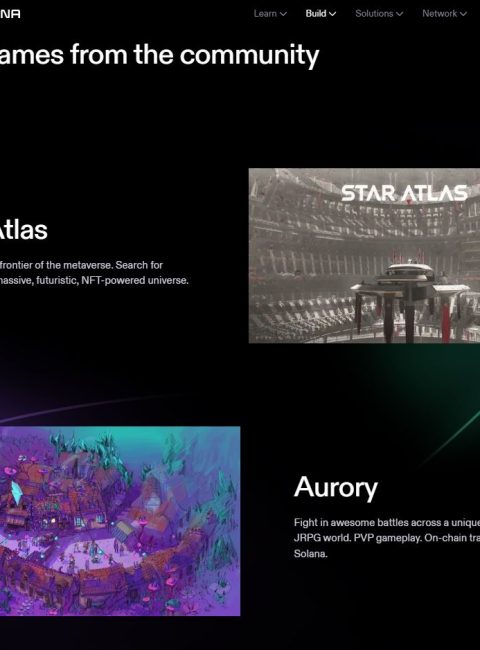 NA
Learn Build Solutions Network
ames from the community
STAR ATLAS
Atlas
frontier of the metaverse. Search for
massive, futuristic, NFT-powered universe.
Aurory
Fight in awesome battles across a unique
JRPG world. PVP gameplay. On-chain tra
Solana.